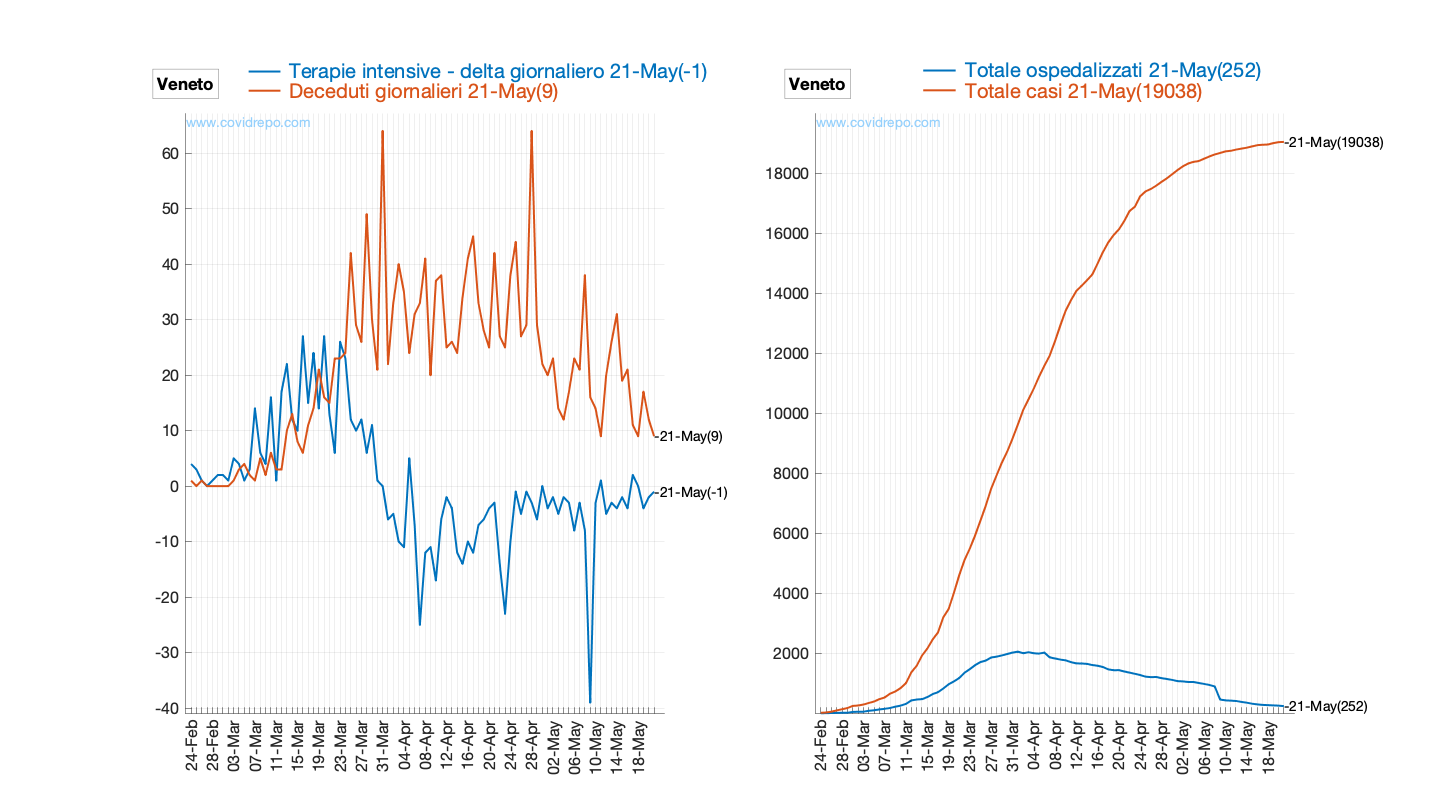 Veneto
Terapie intensive - delta giornaliero 21-May(-1)
Deceduti giornalieri 21-May(9)
www.covidrepo.com
60
50
40
30
20
10
0
-10
-20
-30
-40
21-May(9)
21-May(-1)
24-Feb
28-Feb
03-Mar
07-Mar
11-Mar
15-Mar
19-Mar
23-Mar
27-Mar
31-Mar
04-Apr
08-Apr
12-Apr
16-Apr
20-Apr
24-Apr
28-Apr
02-May
06-May
10-May
14-May
18-May
Veneto
Totale ospedalizzati 21-May(252)
Totale casi 21-May(19038)
www.covidrepo.com
18000
16000
14000
12000
10000
8000
6000
4000
2000
21-May(19038)
21-May(252)
24-Feb
28-Feb
03-Mar
07-Mar
11-Mar
15-Mar
19-Mar
23-Mar
27-Mar
31-Mar
04-Apr
08-Apr
12-Apr
16-Apr
20-Apr
24-Apr
28-Apr
02-May
06-May
10-May
14-May
18-May